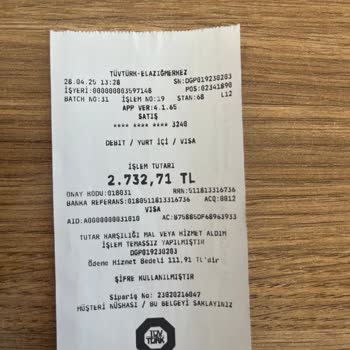 TÜVTÜRK-ELAZIĞMERKEZ
28.04.25 13:28 SN:DGP019230203
İŞYERİ:000000003597148 POS:02341890
BATCH NO:31 İŞLEM NO:19 STAN:68 L12
APP VER:4.1.65
SATIŞ
**** **** **** 3240
DEBIT / YURT İÇİ / VISA
İŞLEM TUTARI
2.732,71 TL
ONAY KODU:018031 RRN:511813316736
BANKA REFERANS:0180511813316736 ACQ:0012
VISA
AID:A0000000031010 AC:B75885DF68963933
TUTAR KARŞILIĞI MAL VEYA HİZMET ALDIM
İŞLEM TEMASSIZ YAPILMIŞTIR
DGP019230203
Ödeme Hizmet Bedeli 111,91 TL'dir
ŞİFRE KULLANILMIŞTIR
Sipariş No: 23020216047
MÜŞTERİ NÜSHASI / BU BELGEYİ SAKLAYINIZ
TÜV
TÜRK